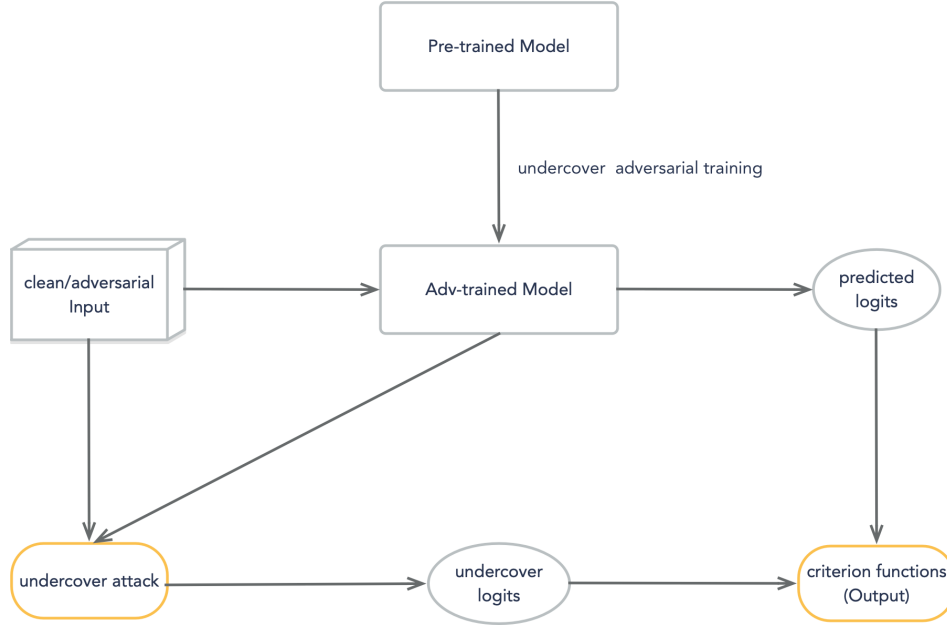 Pre-trained Model
undercover adversarial training
clean/adversarial
Input
Adv-trained Model
predicted
logits
undercover attack
undercover
logits
criterion functions
(Output)